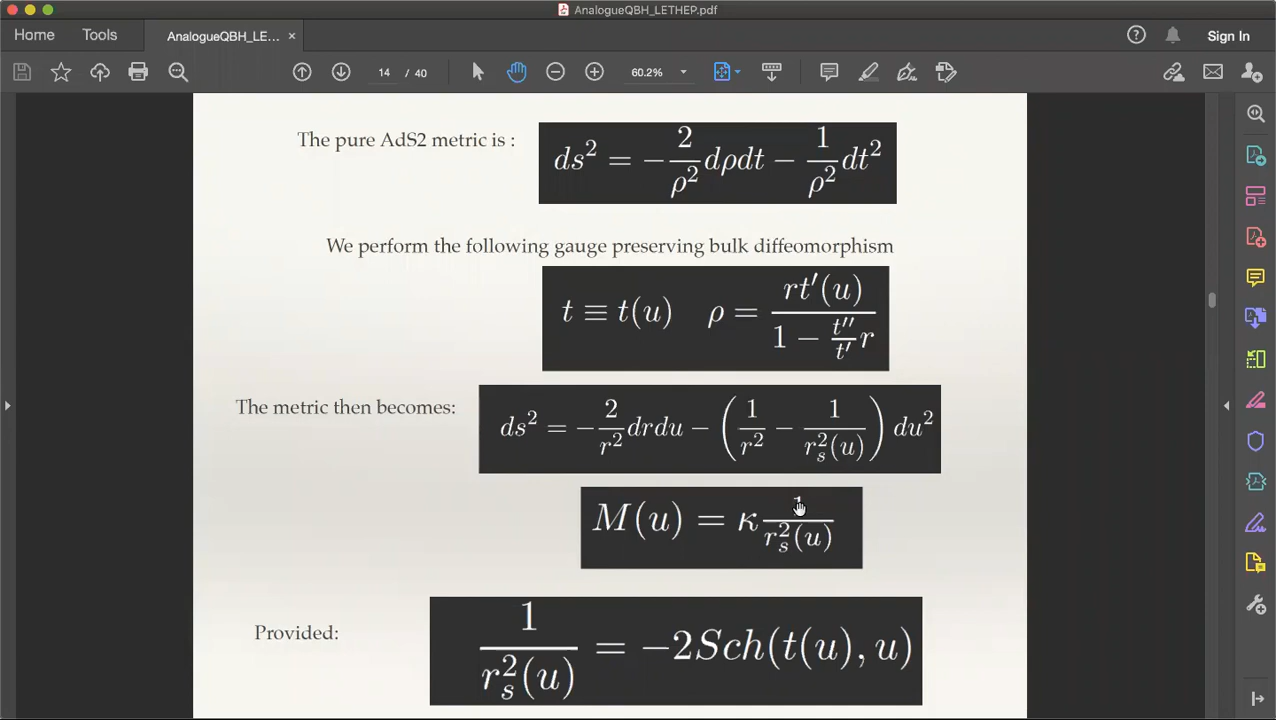 AnalogueQBH_LETHEP.pdf
Home Tools AnalogueQBH_LE... × Sign In
14 / 40 60.2%
The pure AdS2 metric is : ds² = −2/ρ² dρdt − 1/ρ² dt²
We perform the following gauge preserving bulk diffeomorphism
t ≡ t(u) ρ = rt′(u) / (1 − t″/t′ r)
The metric then becomes: ds² = −2/r² drdu − (1/r² − 1/r_s²(u)) du²
M(u) = κ 1/r_s²(u)
Provided: 1/r_s²(u) = −2Sch(t(u), u)